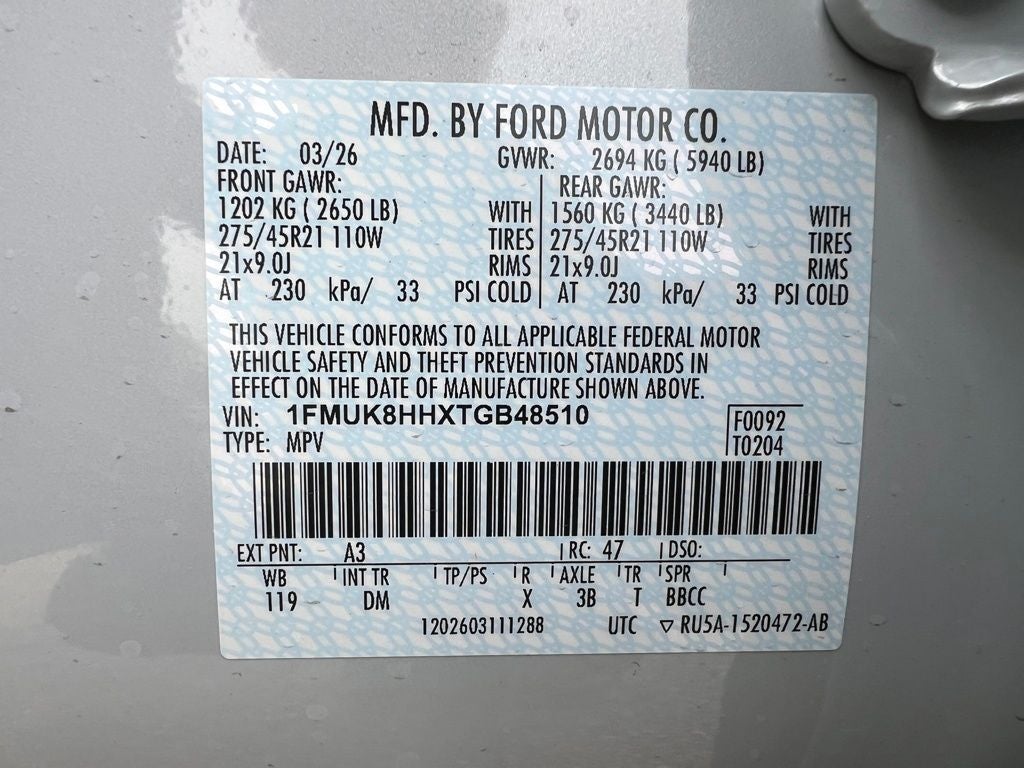 MFD. BY FORD MOTOR CO.
DATE: 03/26 GVWR: 2694 KG ( 5940 LB)
FRONT GAWR: REAR GAWR:
1202 KG ( 2650 LB) WITH 1560 KG ( 3440 LB) WITH
275/45R21 110W TIRES 275/45R21 110W TIRES
21x9.0J RIMS 21x9.0J RIMS
AT 230 kPa/ 33 PSI COLD AT 230 kPa/ 33 PSI COLD
THIS VEHICLE CONFORMS TO ALL APPLICABLE FEDERAL MOTOR
VEHICLE SAFETY AND THEFT PREVENTION STANDARDS IN
EFFECT ON THE DATE OF MANUFACTURE SHOWN ABOVE.
VIN: 1FMUK8HHXTGB48510 F0092
TYPE: MPV T0204
EXT PNT: A3 RC: 47 DSO:
WB INT TR TP/PS R AXLE TR SPR
119 DM X 3B T BBCC
1202603111288 UTC ▽ RU5A-1520472-AB